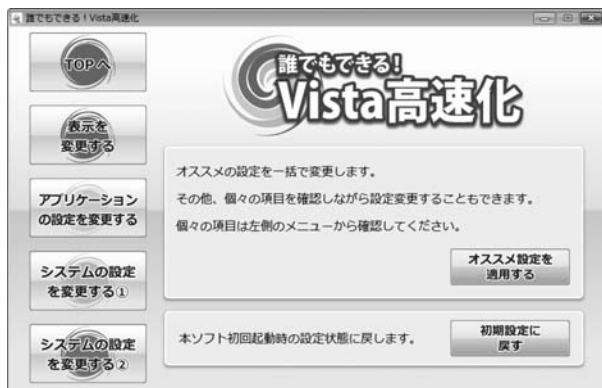 誰でもできる！Vista高速化
TOPへ
表示を
変更する
アプリケーション
の設定を変更する
システムの設定
を変更する①
システムの設定
を変更する②
誰でもできる！
Vista高速化
オススメの設定を一括で変更します。
その他、個々の項目を確認しながら設定変更することもできます。
個々の項目は左側のメニューから確認してください。
オススメ設定を
適用する
本ソフト初回起動時の設定状態に戻します。
初期設定に
戻す